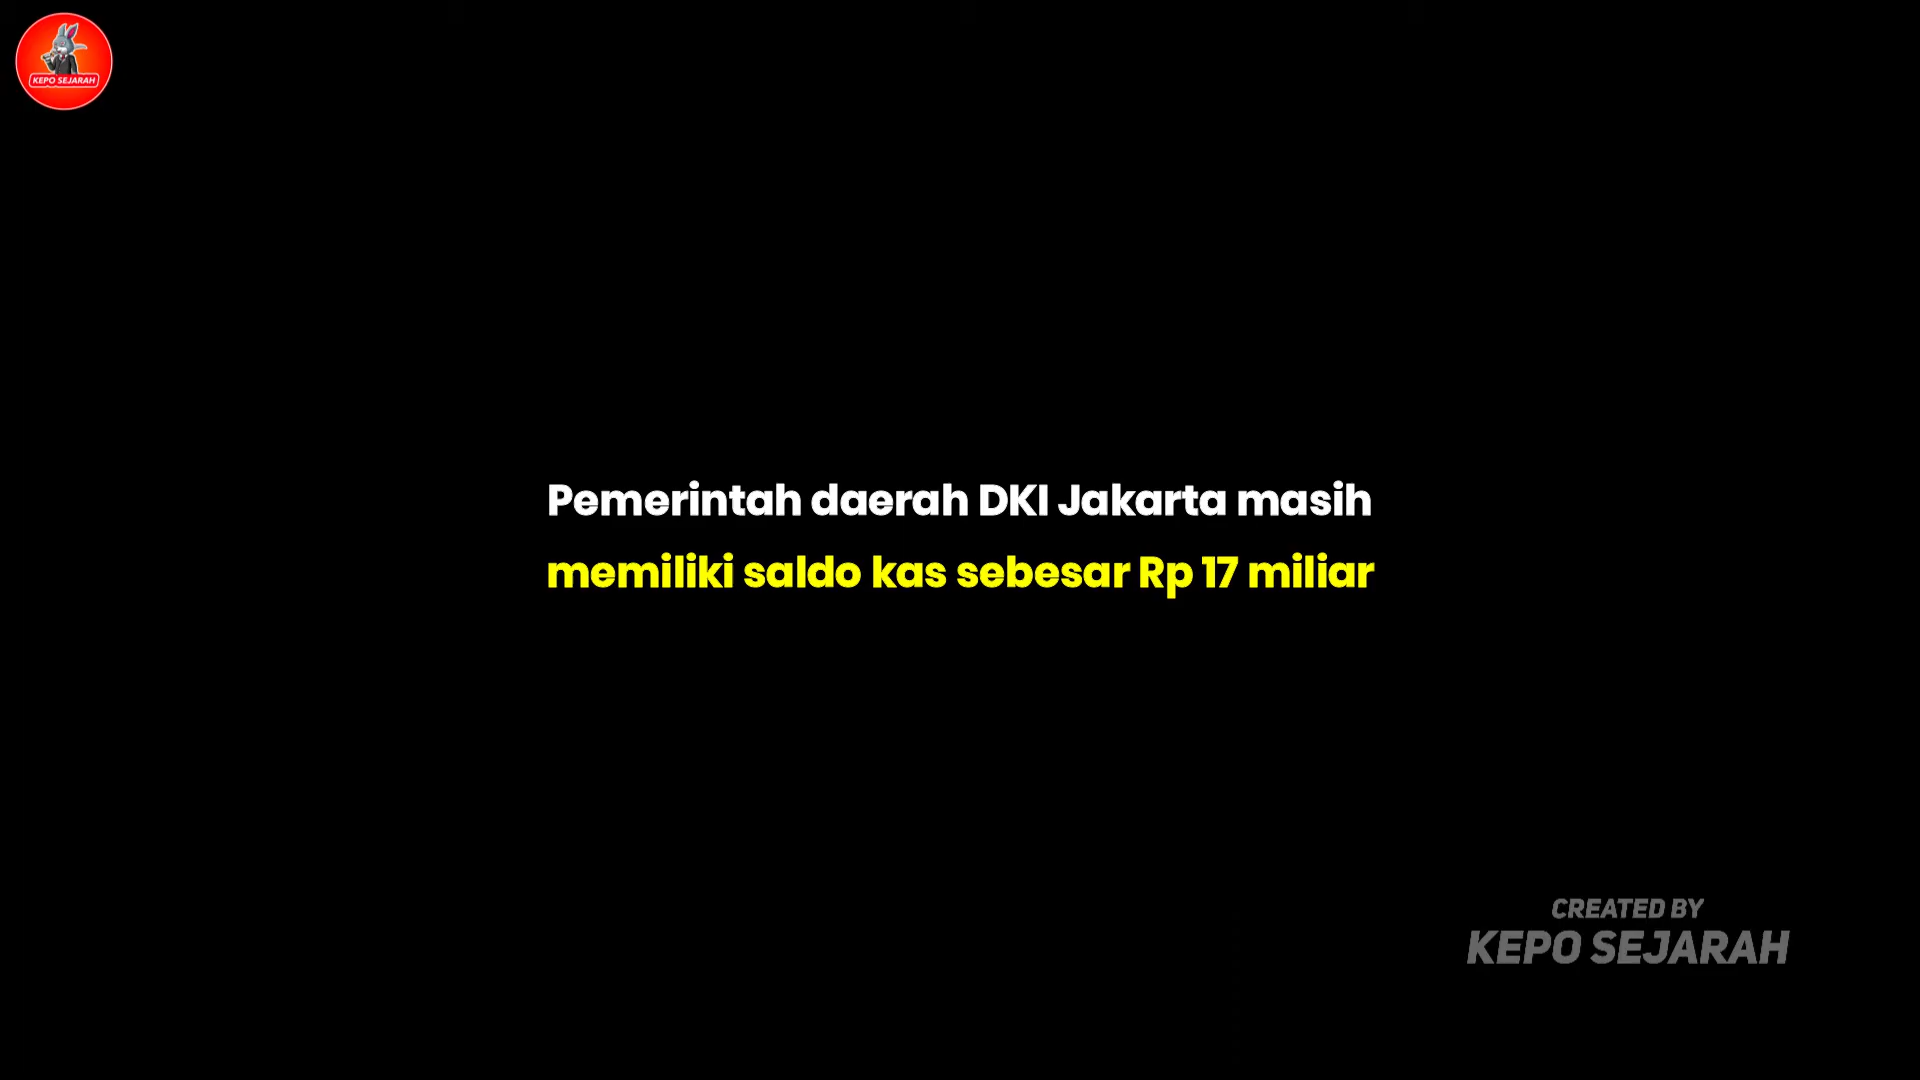 KEPO SEJARAH
Pemerintah daerah DKI Jakarta masih
memiliki saldo kas sebesar Rp 17 miliar
CREATED BY
KEPO SEJARAH